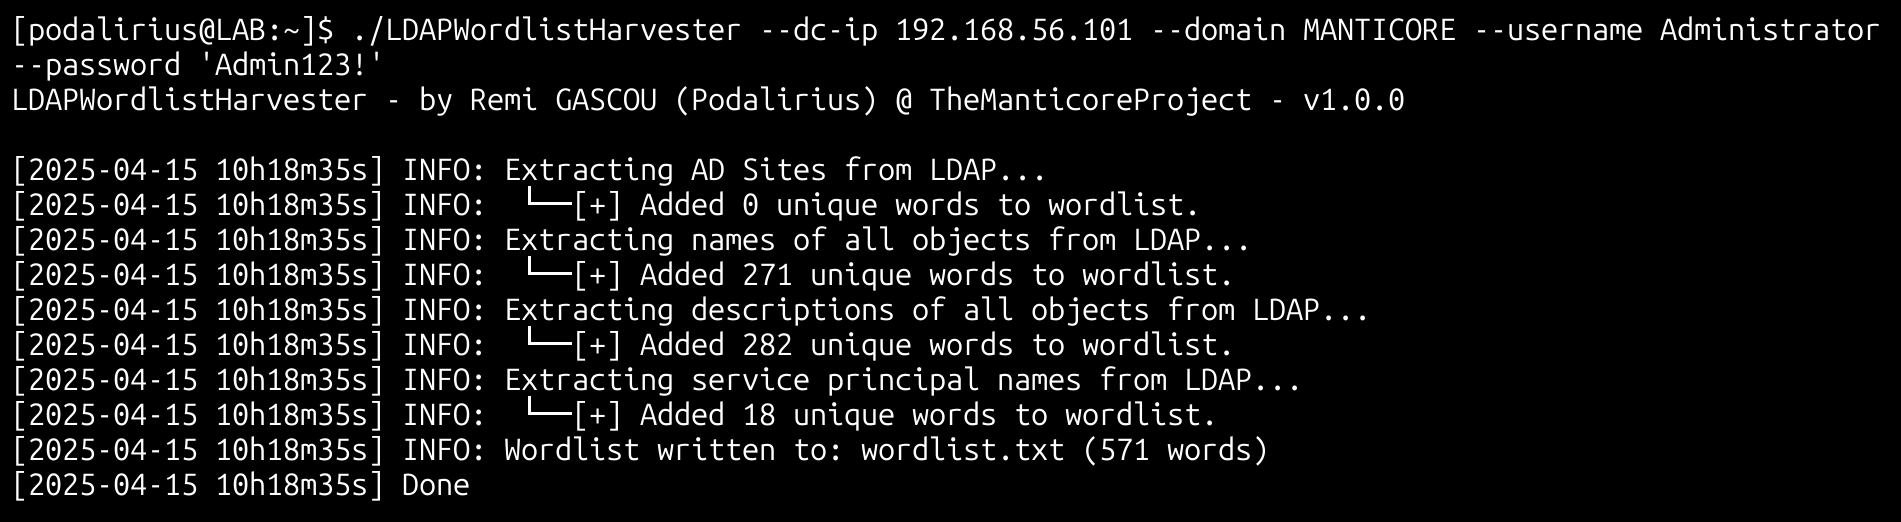 [podalirius@LAB:~]$ ./LDAPWordlistHarvester --dc-ip 192.168.56.101 --domain MANTICORE --username Administrator
--password 'Admin123!'
LDAPWordlistHarvester - by Remi GASCOU (Podalirius) @ TheManticoreProject - v1.0.0

[2025-04-15 10h18m35s] INFO: Extracting AD Sites from LDAP...
[2025-04-15 10h18m35s] INFO:  └──[+] Added 0 unique words to wordlist.
[2025-04-15 10h18m35s] INFO: Extracting names of all objects from LDAP...
[2025-04-15 10h18m35s] INFO:  └──[+] Added 271 unique words to wordlist.
[2025-04-15 10h18m35s] INFO: Extracting descriptions of all objects from LDAP...
[2025-04-15 10h18m35s] INFO:  └──[+] Added 282 unique words to wordlist.
[2025-04-15 10h18m35s] INFO: Extracting service principal names from LDAP...
[2025-04-15 10h18m35s] INFO:  └──[+] Added 18 unique words to wordlist.
[2025-04-15 10h18m35s] INFO: Wordlist written to: wordlist.txt (571 words)
[2025-04-15 10h18m35s] Done